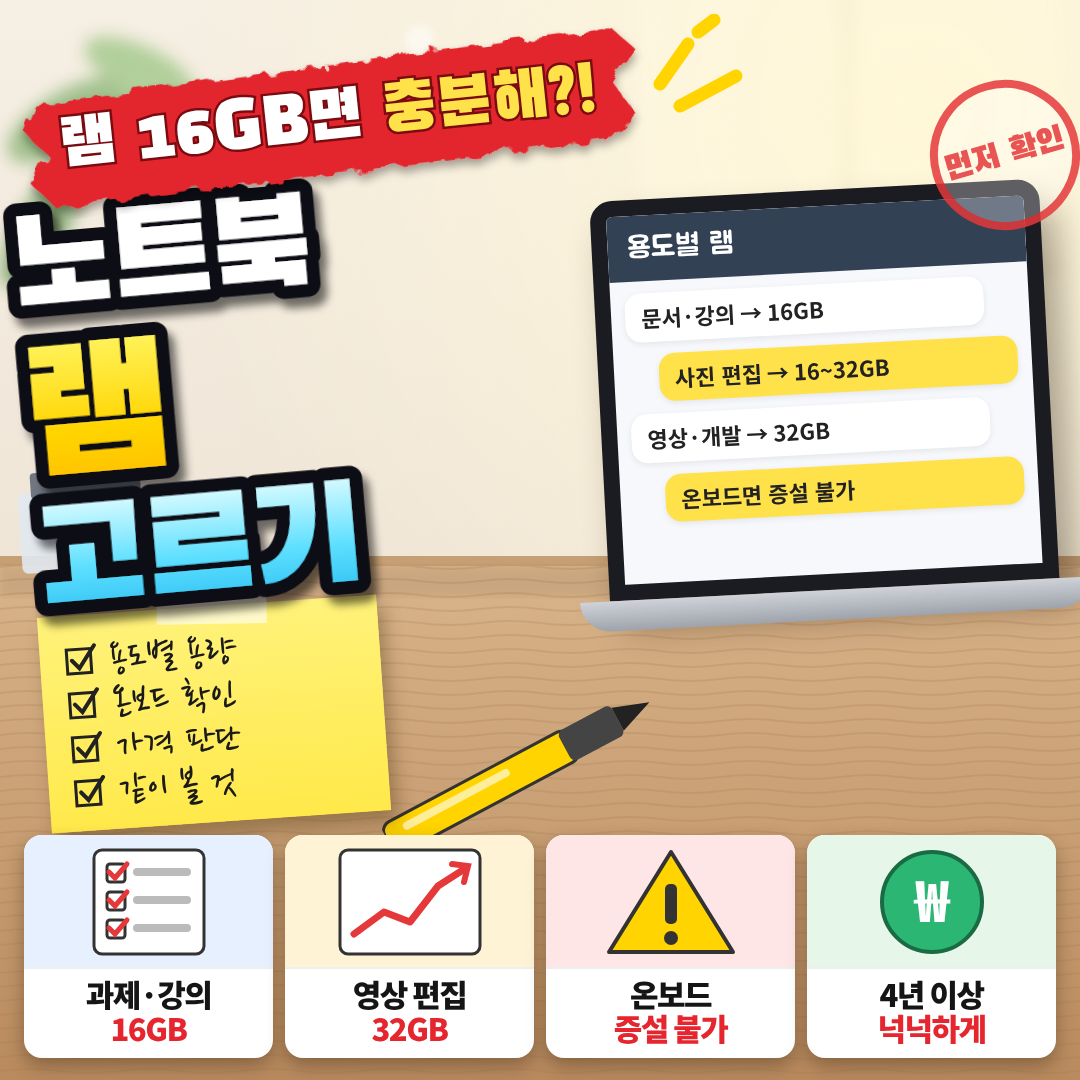 램 16GB면 충분해?!
먼저 확인
노트북
램
고르기
용도별 램
문서·강의 → 16GB
사진 편집 → 16~32GB
영상·개발 → 32GB
온보드면 증설 불가
용도별 용량
온보드 확인
가격 판단
같이 볼 것
과제·강의
16GB
영상 편집
32GB
온보드
증설 불가
₩
4년 이상
넉넉하게